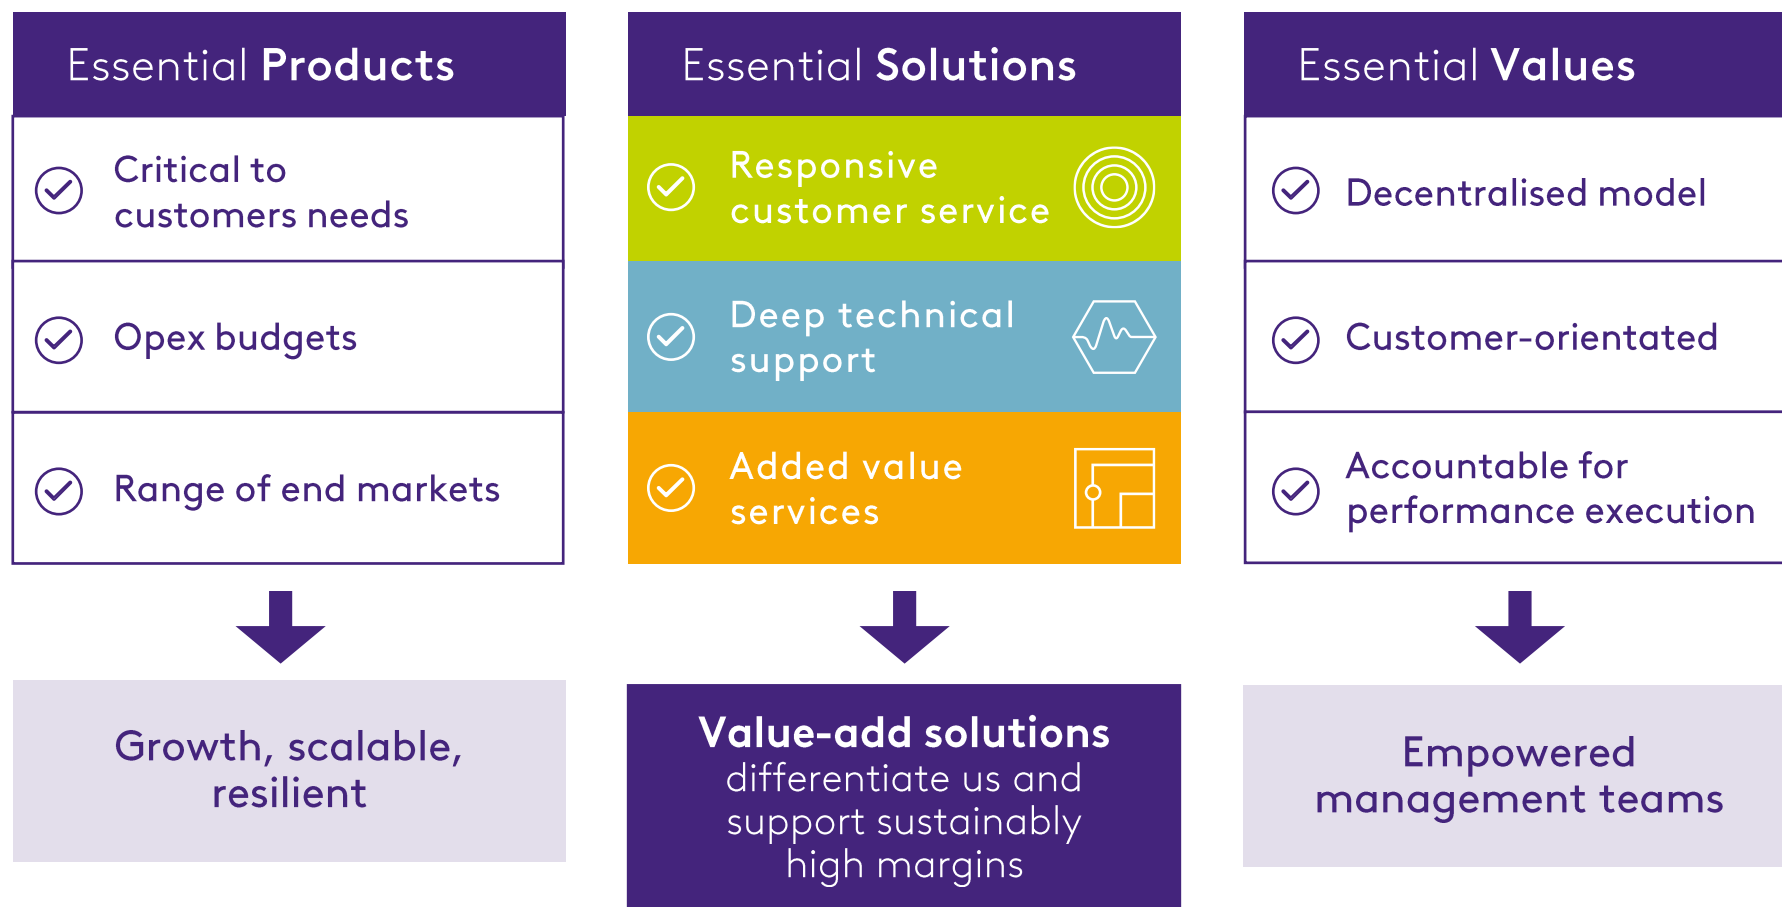 Essential Products
Critical to
customers needs
Opex budgets
Range of end markets
Growth, scalable,
resilient
Essential Solutions
Responsive
customer service
Deep technical
support
Added value
services
Value-add solutions
differentiate us and
support sustainably
high margins
Essential Values
Decentralised model
Customer-orientated
Accountable for
performance execution
Empowered
management teams